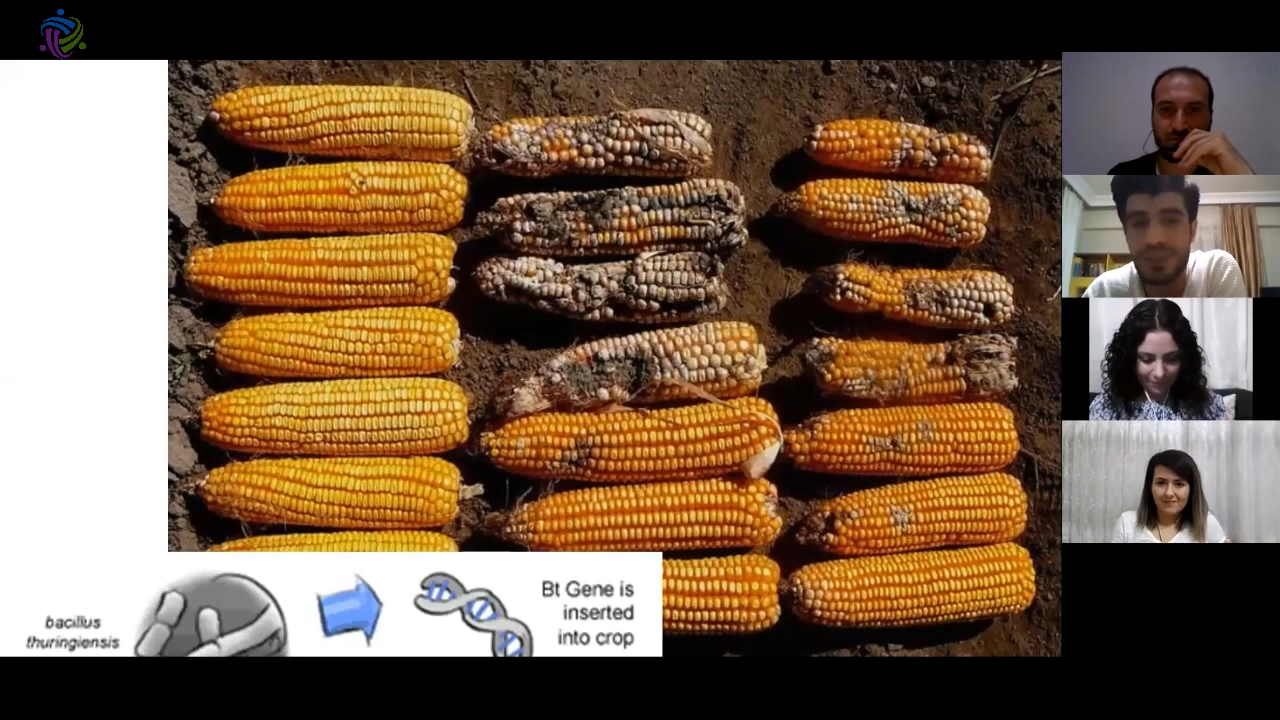 bacillus
thuringiensis
Bt Gene is
inserted
into crop